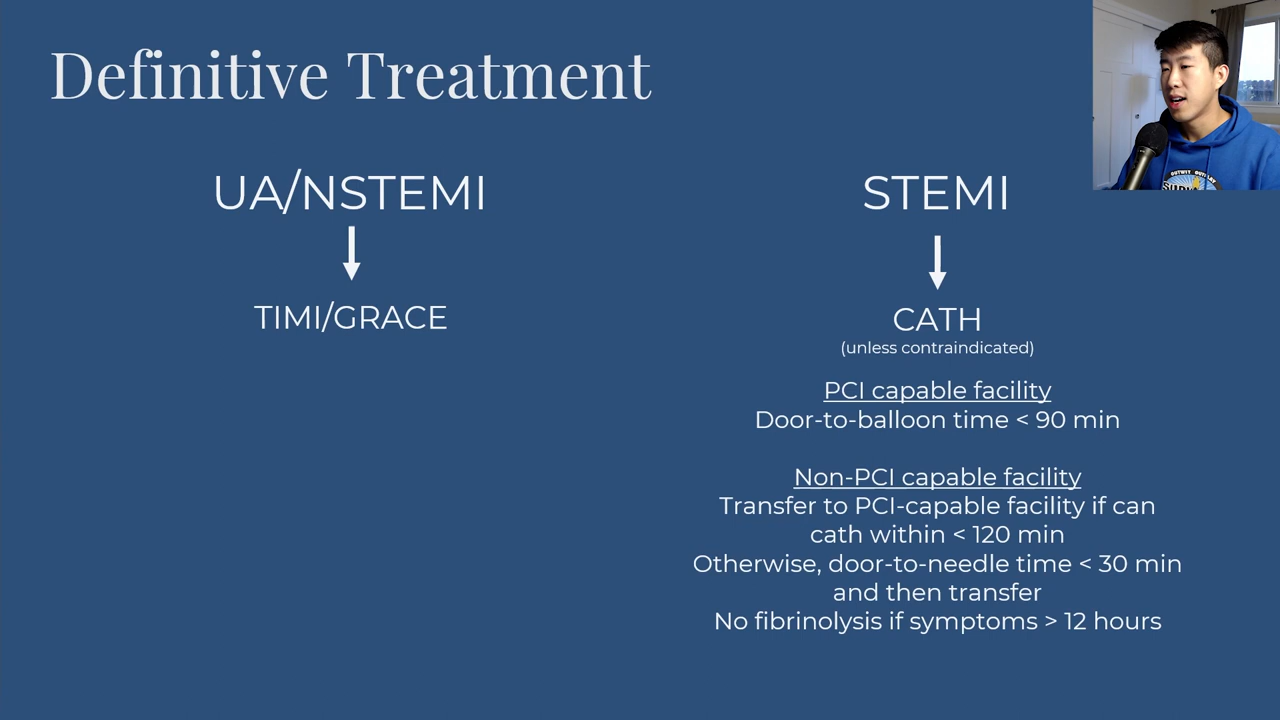 Definitive Treatment
UA/NSTEMI
TIMI/GRACE
STEMI
CATH
(unless contraindicated)
PCI capable facility
Door-to-balloon time < 90 min
Non-PCI capable facility
Transfer to PCI-capable facility if can
cath within < 120 min
Otherwise, door-to-needle time < 30 min
and then transfer
No fibrinolysis if symptoms > 12 hours